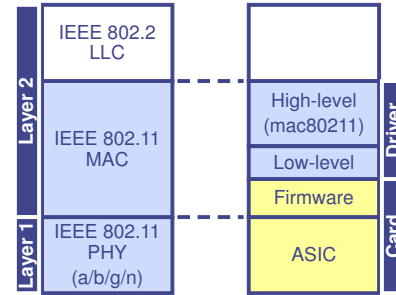 Layer 2
IEEE 802.2
LLC
IEEE 802.11
MAC
Layer 1
IEEE 802.11
PHY
(a/b/g/n)
High-level
(mac80211)
Low-level
Firmware
ASIC
Driver
Card